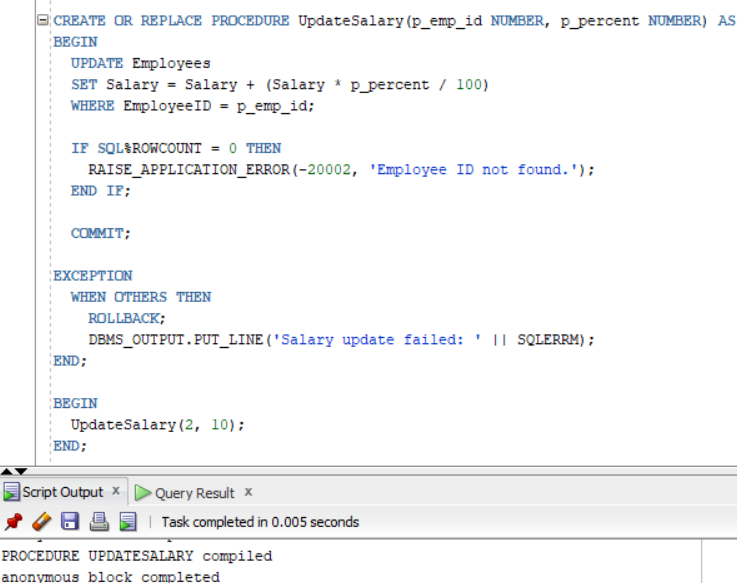 CREATE OR REPLACE PROCEDURE UpdateSalary(p_emp_id NUMBER, p_percent NUMBER) AS
BEGIN
  UPDATE Employees
  SET Salary = Salary + (Salary * p_percent / 100)
  WHERE EmployeeID = p_emp_id;

  IF SQL%ROWCOUNT = 0 THEN
    RAISE_APPLICATION_ERROR(-20002, 'Employee ID not found.');
  END IF;

  COMMIT;

EXCEPTION
  WHEN OTHERS THEN
    ROLLBACK;
    DBMS_OUTPUT.PUT_LINE('Salary update failed: ' || SQLERRM);
END;

BEGIN
  UpdateSalary(2, 10);
END;
Script Output x Query Result x
Task completed in 0.005 seconds
PROCEDURE UPDATESALARY compiled
anonymous block completed